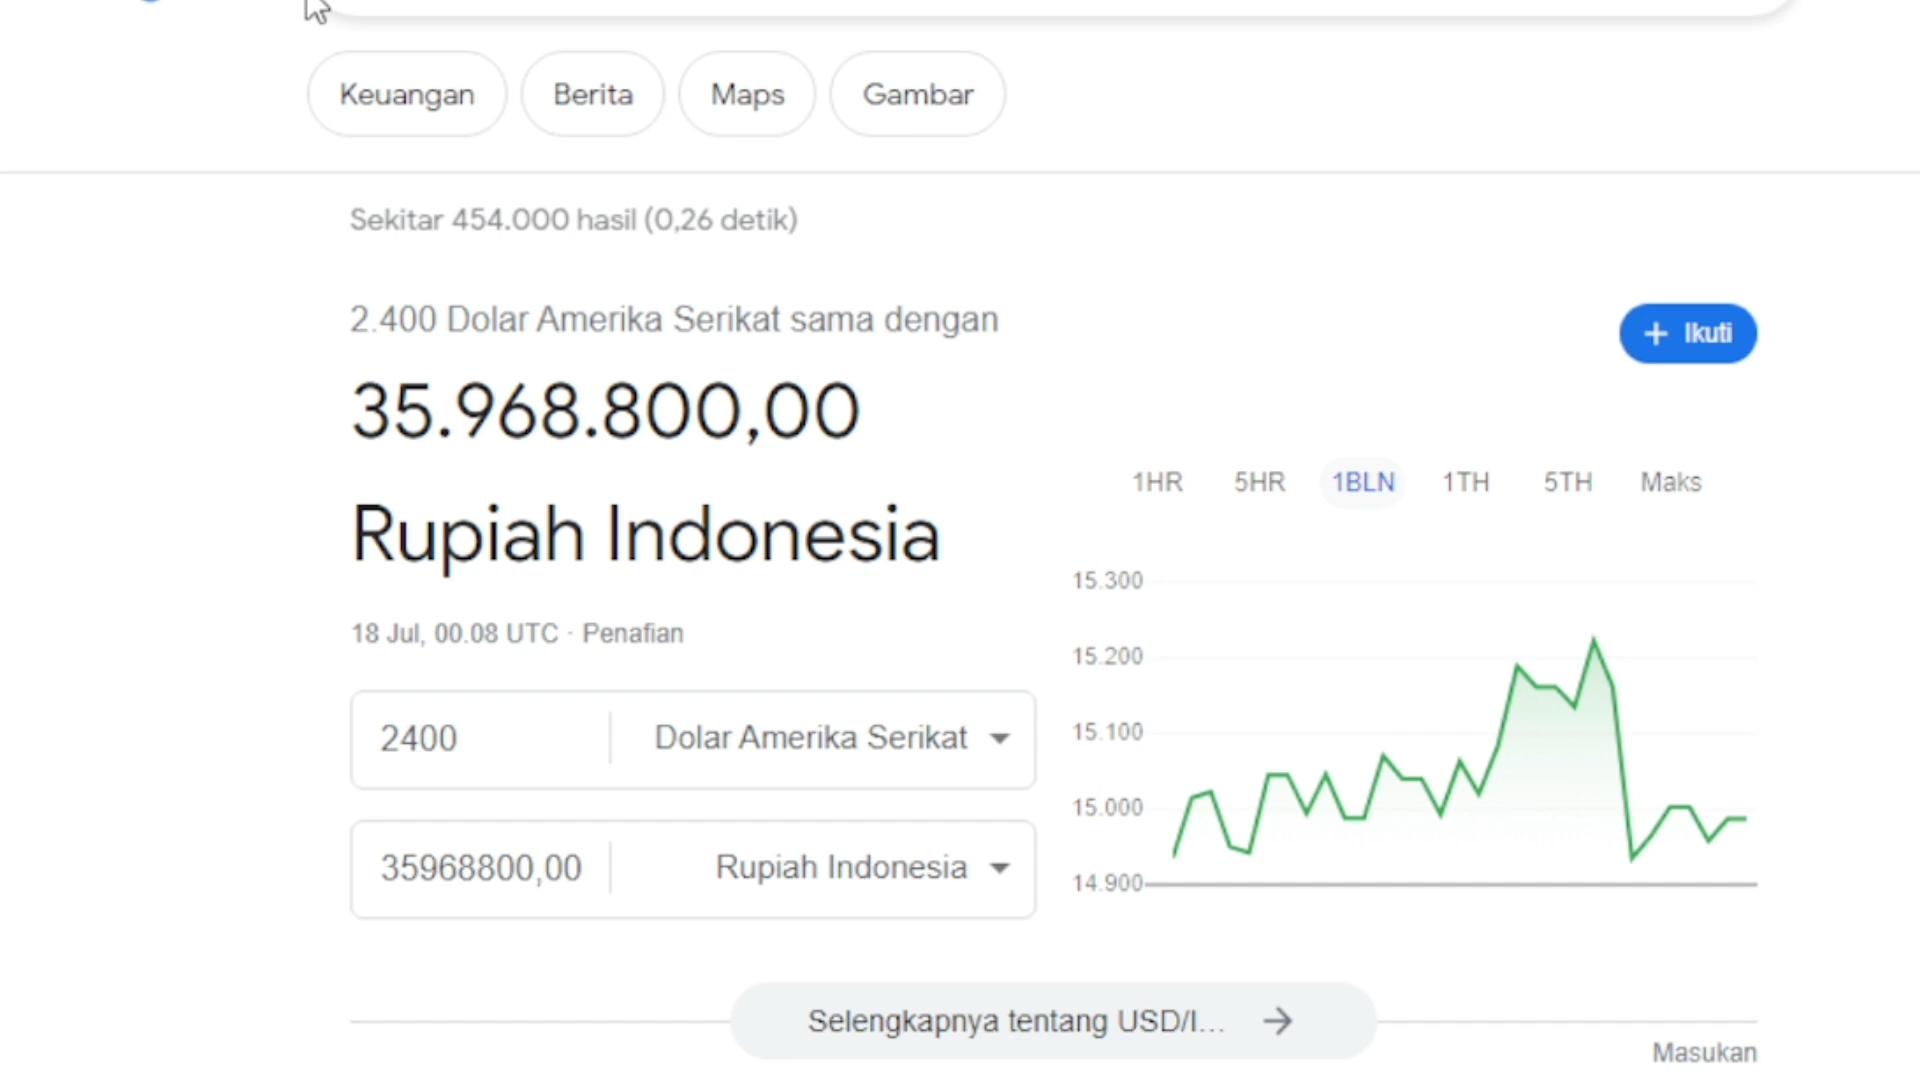 Keuangan Berita Maps Gambar
Sekitar 454.000 hasil (0,26 detik)
2.400 Dolar Amerika Serikat sama dengan
35.968.800,00
Rupiah Indonesia
18 Jul, 00.08 UTC · Penafian
2400 Dolar Amerika Serikat
35968800,00 Rupiah Indonesia
+ Ikuti
1HR 5HR 1BLN 1TH 5TH Maks
15.300
15.200
15.100
15.000
14.900
Selengkapnya tentang USD/I... →
Masukan